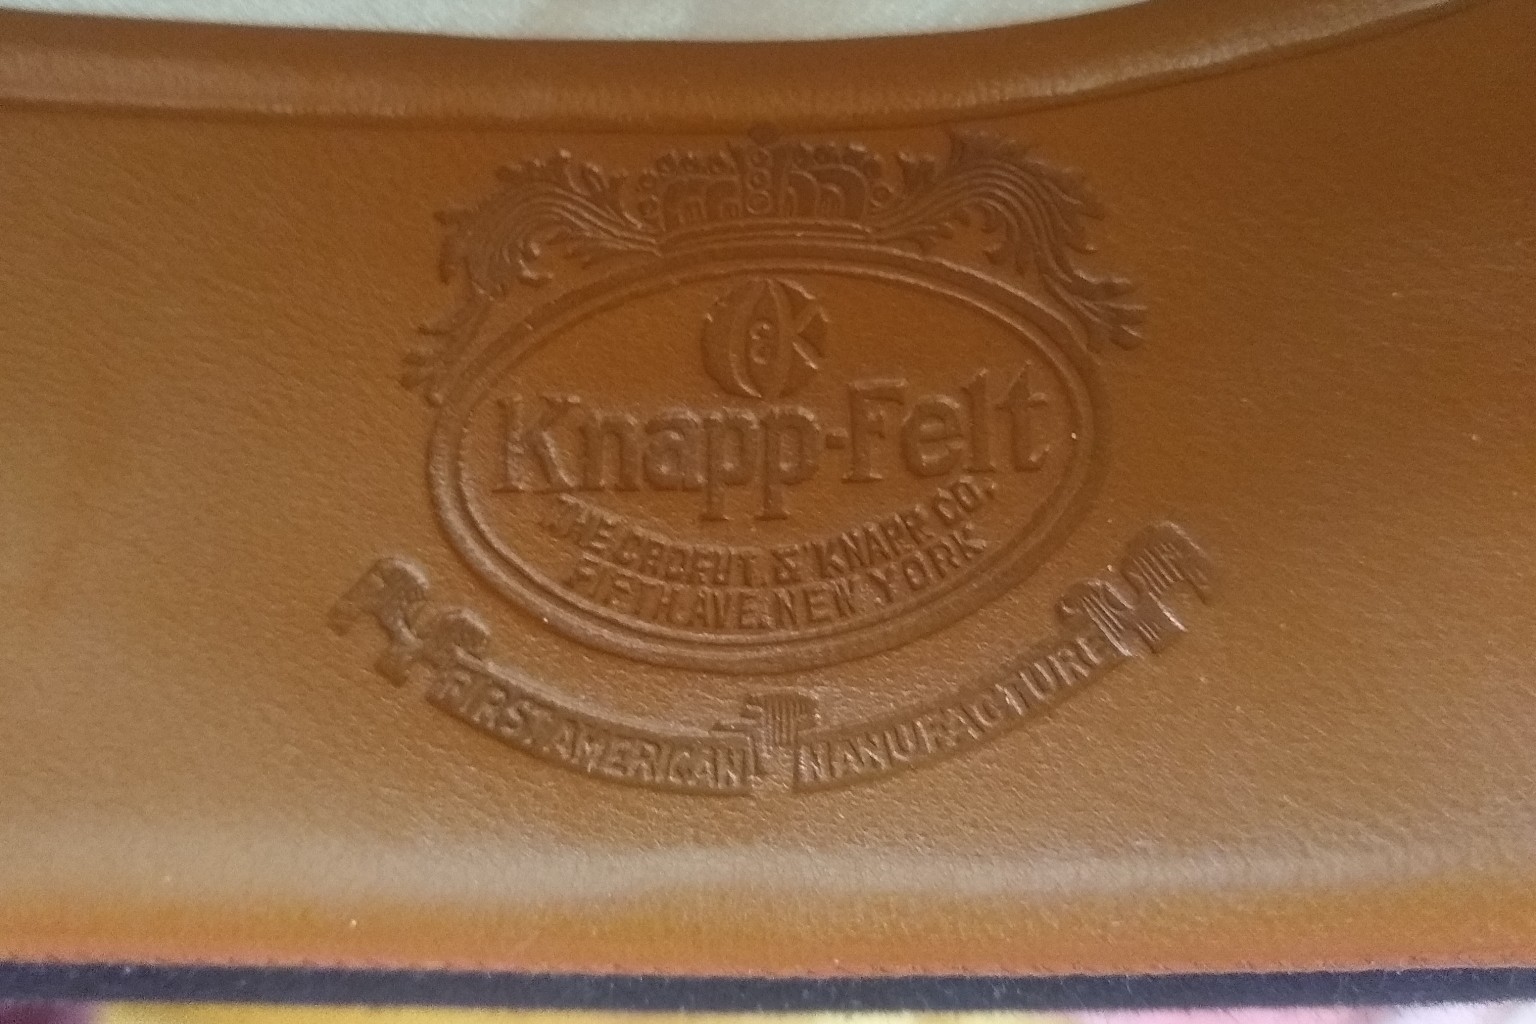 C&K
Knapp-Felt
THE CROFUT & KNAPP CO.
FIFTH AVE. NEW YORK
FIRST AMERICAN MANUFACTURE